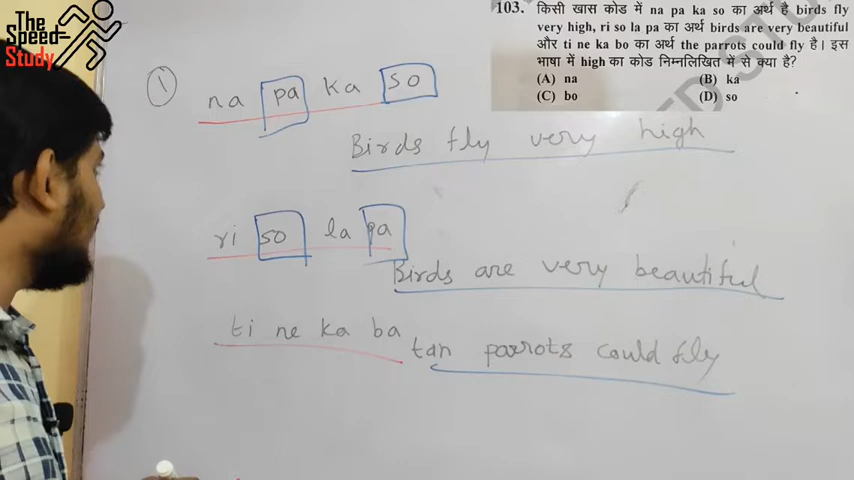 The
Speed-
Study
103. किसी खास कोड में na pa ka so का अर्थ है birds fly
very high, ri so la pa का अर्थ birds are very beautiful
और ti ne ka bo का अर्थ the parrots could fly है। इस
भाषा में high का कोड निम्नलिखित में से क्या है?
(A) na (B) ka
(C) bo (D) so
1 na pa ka so
Birds fly very high
ri so la pa
Birds are very beautiful
ti ne ka ba
tan parrots could fly